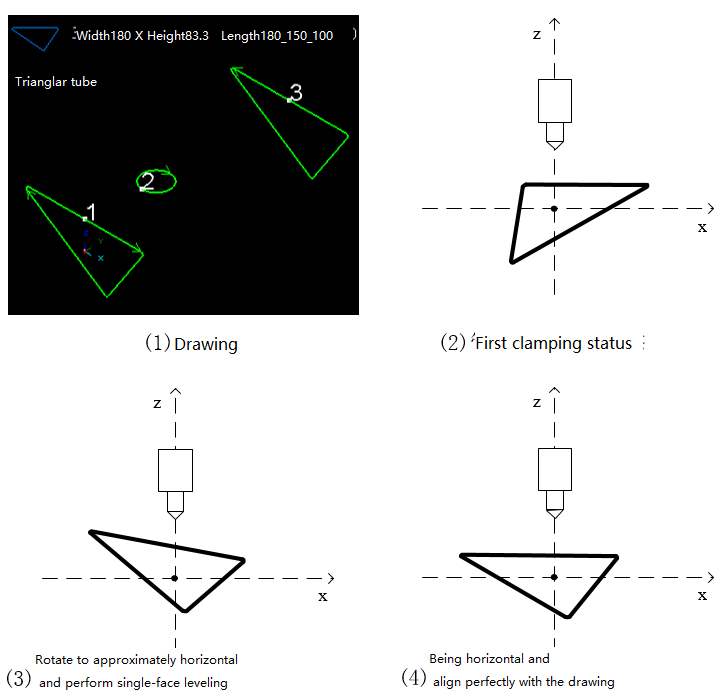 Width180 X Height83.3 Length180_150_100 )
Trianglar tube
3
2
1
Z
Y
X
(1) Drawing
z
x
(2) First clamping status
z
x
Rotate to approximately horizontal
(3) and perform single-face leveling
z
x
Being horizontal and
(4) align perfectly with the drawing